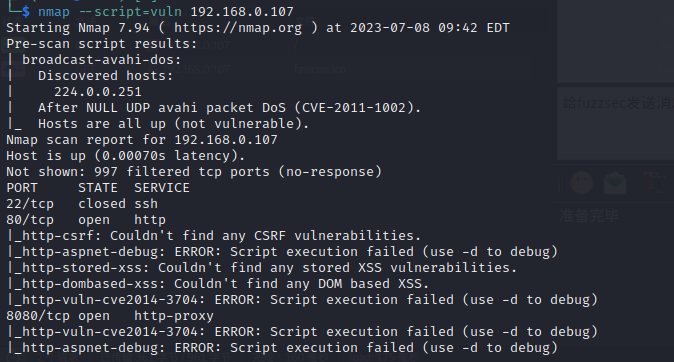 └─$ nmap --script=vuln 192.168.0.107
Starting Nmap 7.94 ( https://nmap.org ) at 2023-07-08 09:42 EDT
Pre-scan script results:
| broadcast-avahi-dos:
|   Discovered hosts:
|     224.0.0.251
|   After NULL UDP avahi packet DoS (CVE-2011-1002).
|_  Hosts are all up (not vulnerable).
Nmap scan report for 192.168.0.107
Host is up (0.00070s latency).
Not shown: 997 filtered tcp ports (no-response)
PORT     STATE  SERVICE
22/tcp   closed ssh
80/tcp   open   http
|_http-csrf: Couldn't find any CSRF vulnerabilities.
|_http-aspnet-debug: ERROR: Script execution failed (use -d to debug)
|_http-stored-xss: Couldn't find any stored XSS vulnerabilities.
|_http-dombased-xss: Couldn't find any DOM based XSS.
|_http-vuln-cve2014-3704: ERROR: Script execution failed (use -d to debug)
8080/tcp open   http-proxy
|_http-vuln-cve2014-3704: ERROR: Script execution failed (use -d to debug)
|_http-aspnet-debug: ERROR: Script execution failed (use -d to debug)
给fuzzsec发送消
准备完毕